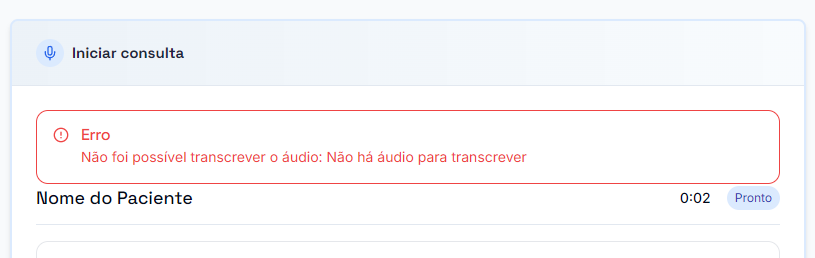 Iniciar consulta
Erro
Não foi possível transcrever o áudio: Não há áudio para transcrever
Nome do Paciente 0:02 Pronto